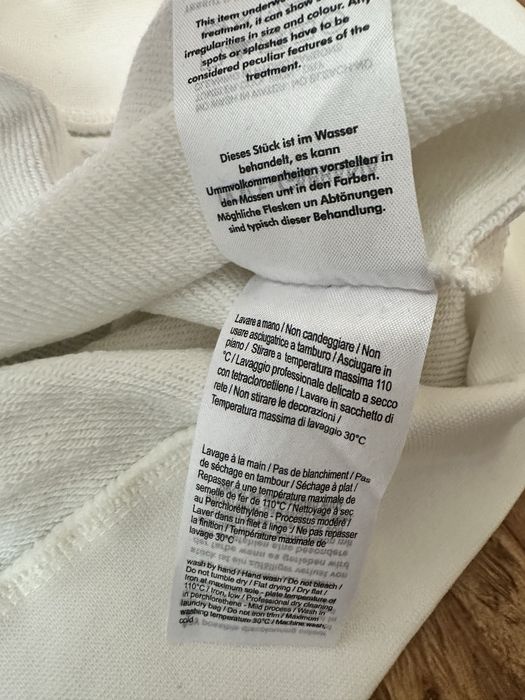 This item underwe
treatment, it can show
irregularities in size and colour. Any
spots or splashes have to be
considered peculiar features of the
treatment.
Dieses Stück ist im Wasser
behandelt, es kann
Ummvolkommenheiten vorstellen in
den Massen unt in den Farben.
Mögliche Flesken un Abtönungen
sind typisch dieser Behandlung.
Lavare a mano / Non candeggiare / Non
usare asciugatrice a tamburo / Asciugare in
piano / Stirare a temperatura massima 110
°C / Lavaggio professionale delicato a secco
con tetracloroetilene / Lavare in sacchetto di
rete / Non stirare le decorazioni /
Temperatura massima di lavaggio 30°C
Lavage à la main / Pas de blanchiment / Pas
de séchage en tambour / Séchage à plat /
Repasser à une température maximale de
semelle de fer de 110°C / Nettoyage à sec
au Perchloréthylène - Processus modéré /
Laver dans un filet à linge / Ne pas repasser
la finition / Température maximale de
lavage 30°C
wash by hand / Hand wash / Do not bleach /
Do not tumble dry / Flat drying / Dry flat /
Iron at maximum sole - plate temperature of
110°C / Iron, low / Professional dry cleaning
in perchlorethene - Mild process / Wash in
laundry bag / Do not iron trim / Maximum
washing temperature 30°C / Machine wash,
cold